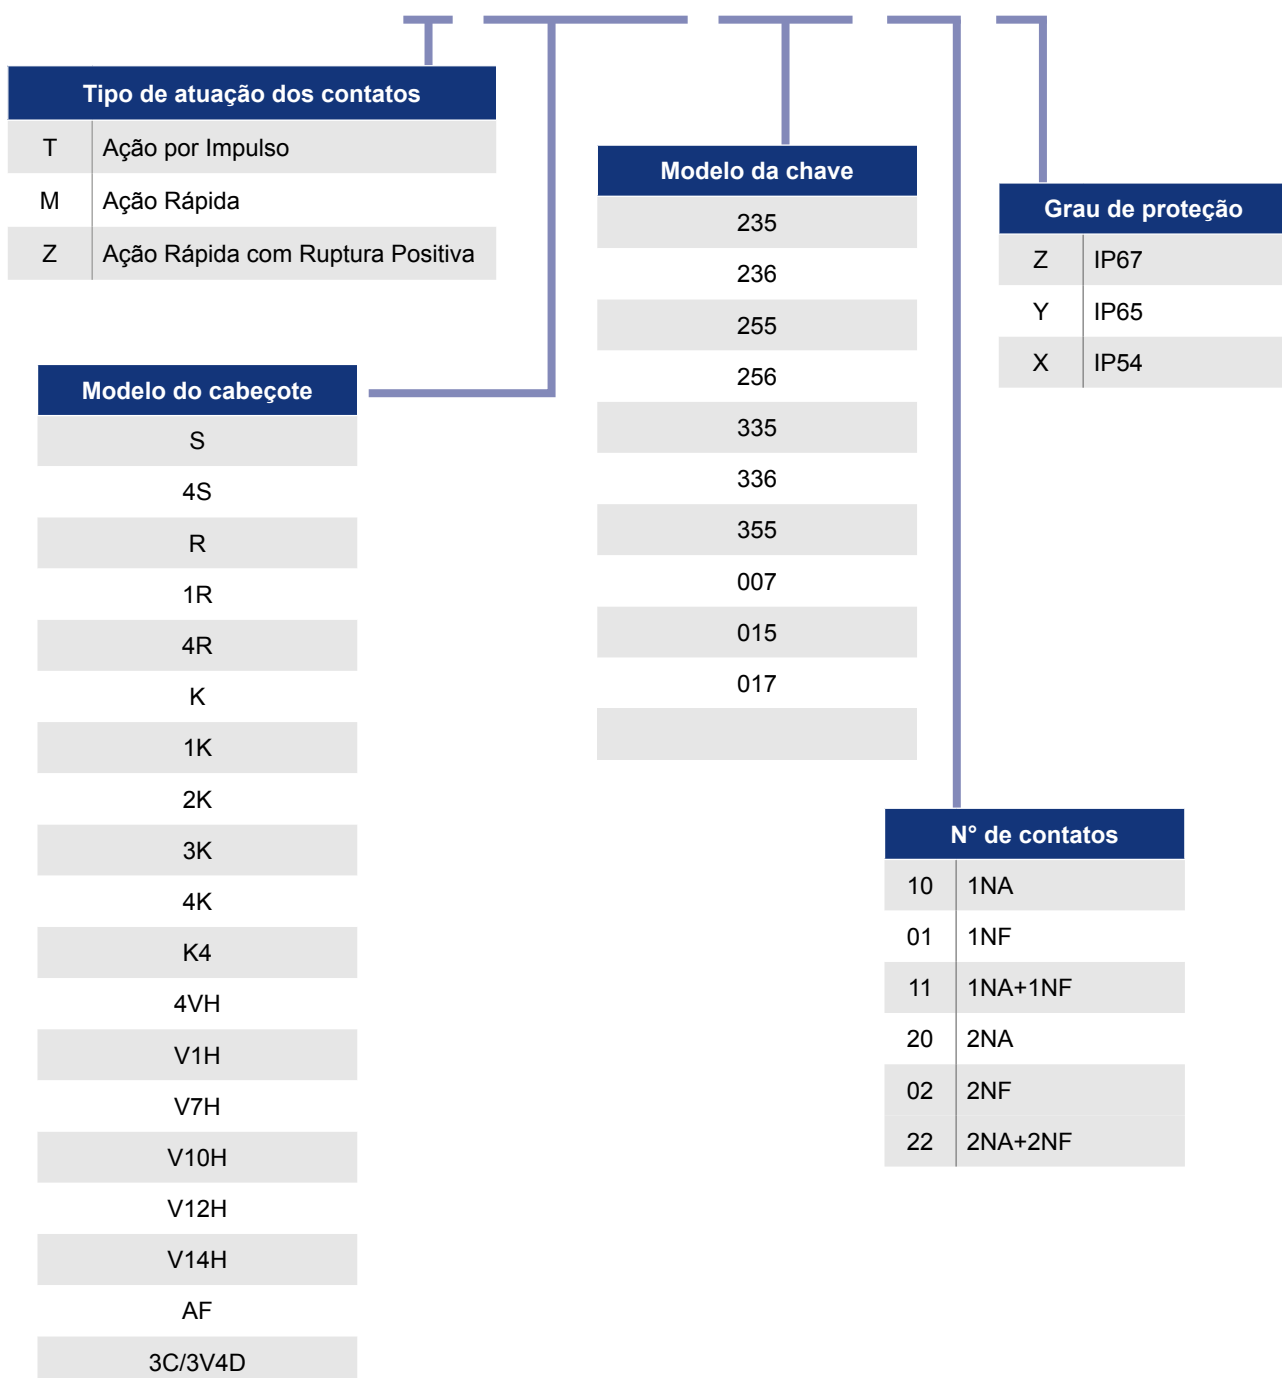 Tipo de atuação dos contatos
T Ação por Impulso
M Ação Rápida
Z Ação Rápida com Ruptura Positiva
Modelo do cabeçote
S
4S
R
1R
4R
K
1K
2K
3K
4K
K4
4VH
V1H
V7H
V10H
V12H
V14H
AF
3C/3V4D
Modelo da chave
235
236
255
256
335
336
355
007
015
017
N° de contatos
10 1NA
01 1NF
11 1NA+1NF
20 2NA
02 2NF
22 2NA+2NF
Grau de proteção
Z IP67
Y IP65
X IP54